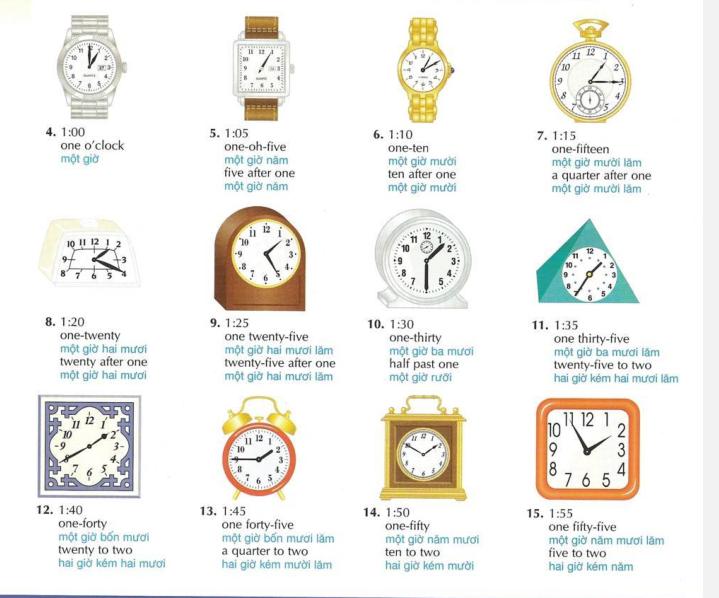 4. 1:00
one o'clock
một giờ
5. 1:05
one-oh-five
một giờ năm
five after one
một giờ năm
6. 1:10
one-ten
một giờ mười
ten after one
một giờ mười
7. 1:15
one-fifteen
một giờ mười lăm
a quarter after one
một giờ mười lăm
8. 1:20
one-twenty
một giờ hai mươi
twenty after one
một giờ hai mươi
9. 1:25
one twenty-five
một giờ hai mươi lăm
twenty-five after one
một giờ hai mươi lăm
10. 1:30
one-thirty
một giờ ba mươi
half past one
một giờ rưỡi
11. 1:35
one thirty-five
một giờ ba mươi lăm
twenty-five to two
hai giờ kém hai mươi lăm
12. 1:40
one-forty
một giờ bốn mươi
twenty to two
hai giờ kém hai mươi
13. 1:45
one forty-five
một giờ bốn mươi lăm
a quarter to two
hai giờ kém mười lăm
14. 1:50
one-fifty
một giờ năm mươi
ten to two
hai giờ kém mười
15. 1:55
one fifty-five
một giờ năm mươi lăm
five to two
hai giờ kém năm